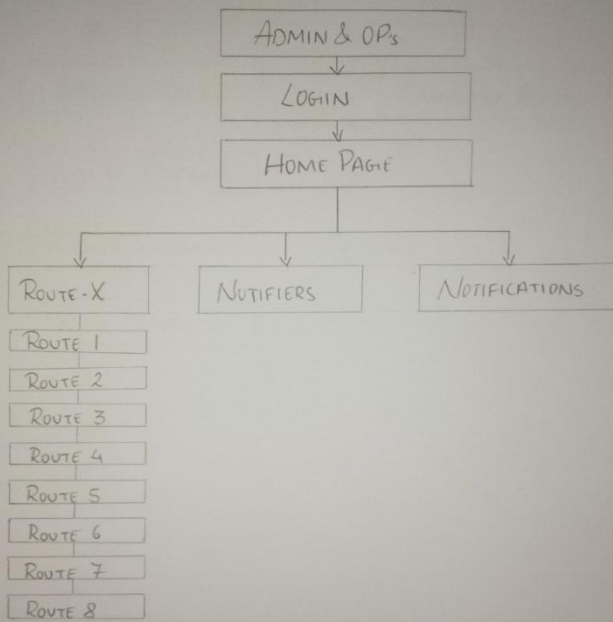 ADMIN & OP's
LOGIN
HOME PAGE
ROUTE-X
NUTIFIERS
NOTIFICATIONS
ROUTE 1
ROUTE 2
ROUTE 3
ROUTE 4
ROUTE 5
ROUTE 6
ROUTE 7
ROUTE 8